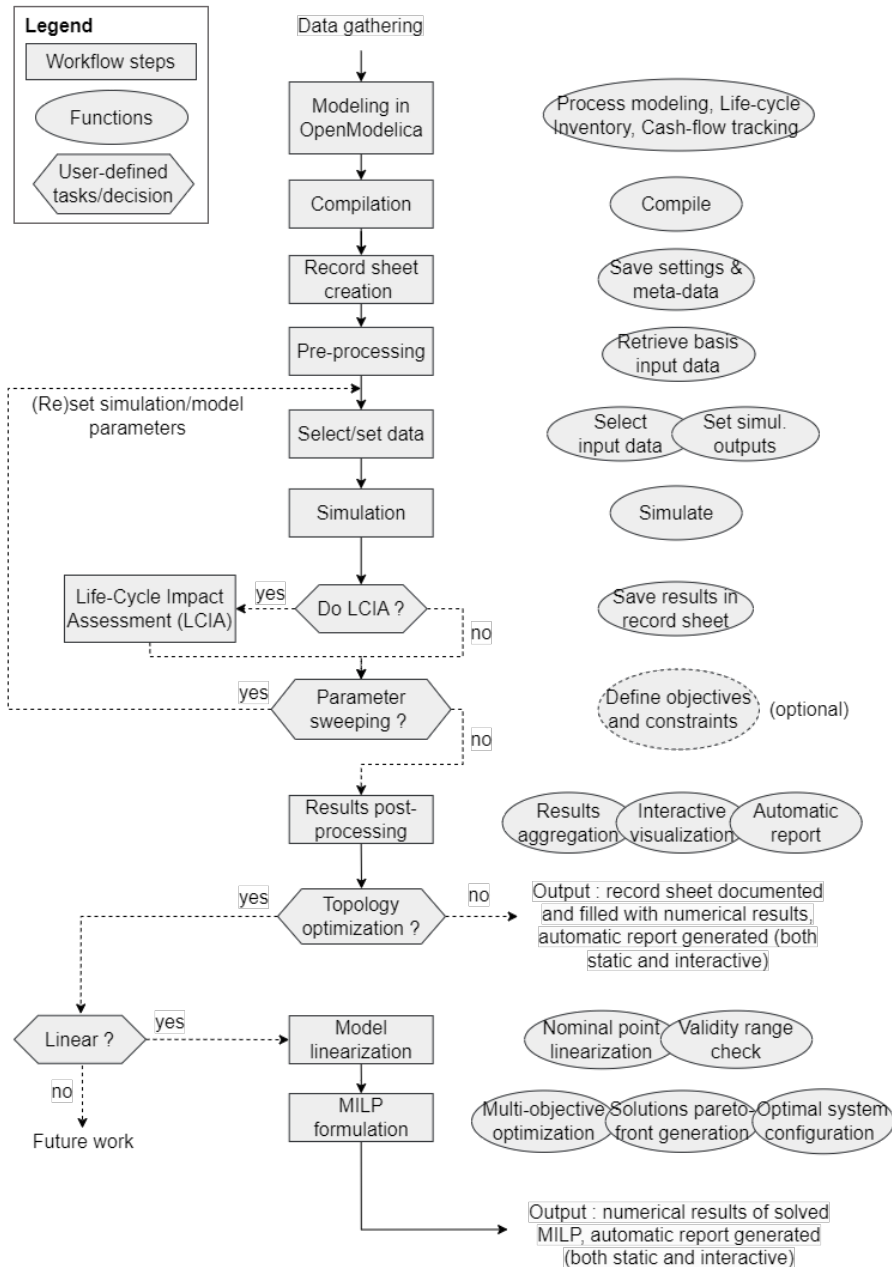 Legend
Workflow steps
Functions
User-defined
tasks/decision
Data gathering
Modeling in
OpenModelica
Process modeling, Life-cycle
Inventory, Cash-flow tracking
Compilation
Compile
Record sheet
creation
Save settings &
meta-data
Pre-processing
Retrieve basis
input data
(Re)set simulation/model
parameters
Select/set data
Select
input data
Set simul.
outputs
Simulation
Simulate
Life-Cycle Impact
Assessment (LCIA)
yes
Do LCIA ?
no
Save results in
record sheet
yes
Parameter
sweeping ?
no
Define objectives
and constraints
(optional)
Results post-
processing
Results
aggregation
Interactive
visualization
Automatic
report
yes
Topology
optimization ?
no
Output : record sheet documented
and filled with numerical results,
automatic report generated (both
static and interactive)
Linear ?
yes
no
Future work
Model
linearization
Nominal point
linearization
Validity range
check
MILP
formulation
Multi-objective
optimization
Solutions pareto-
front generation
Optimal system
configuration
Output : numerical results of solved
MILP, automatic report generated
(both static and interactive)